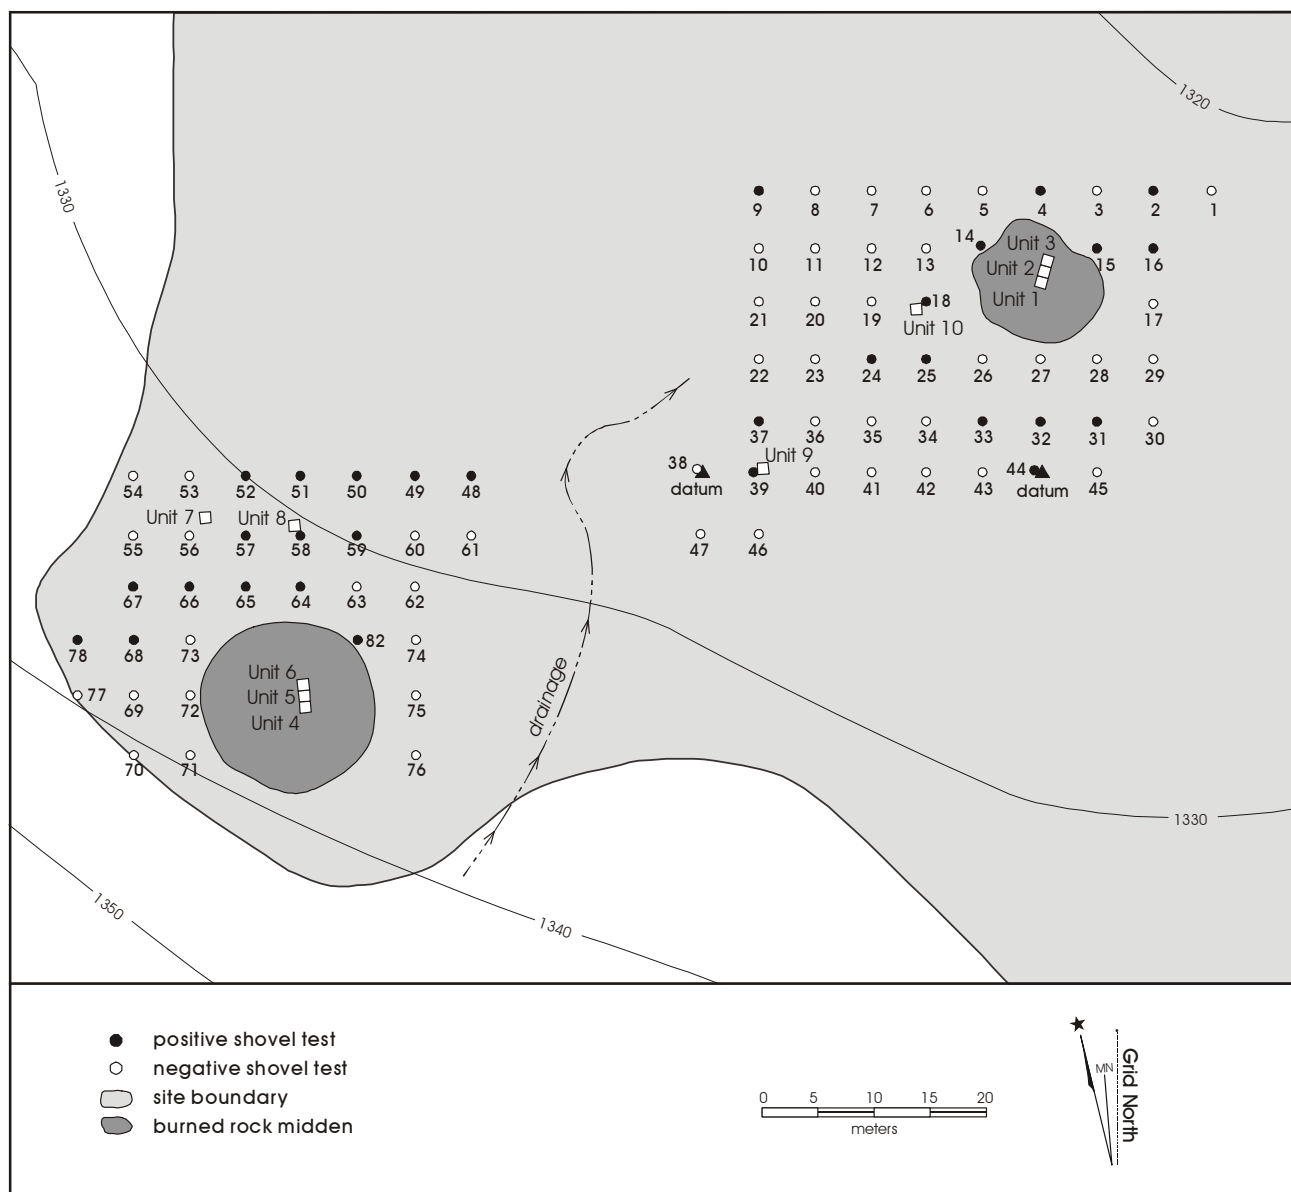 1320
1330
9 8 7 6 5 4 3 2 1
14 Unit 3
10 11 12 13 Unit 2 15 16
Unit 1
21 20 19 18 17
Unit 10
22 23 24 25 26 27 28 29
37 36 35 34 33 32 31 30
Unit 9
38 44
datum 39 40 41 42 43 datum 45
54 53 52 51 50 49 48
Unit 7 Unit 8
47 46
55 56 57 58 59 60 61
67 66 65 64 63 62
78 68 73 82 74
Unit 6
77 69 72 Unit 5 75
Unit 4
drainage
70 71 76
1330
1350
1340
positive shovel test
negative shovel test
site boundary
burned rock midden
0 5 10 15 20
meters
MN
Grid North